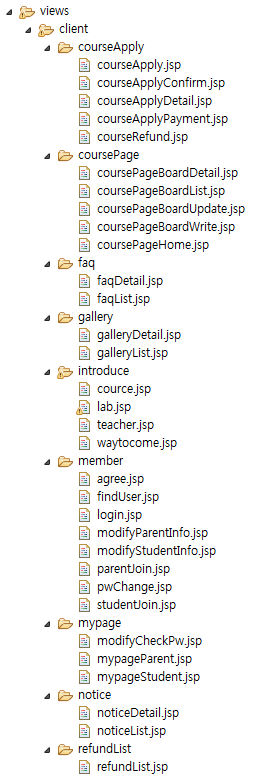 views
client
courseApply
courseApply.jsp
courseApplyConfirm.jsp
courseApplyDetail.jsp
courseApplyPayment.jsp
courseRefund.jsp
coursePage
coursePageBoardDetail.jsp
coursePageBoardList.jsp
coursePageBoardUpdate.jsp
coursePageBoardWrite.jsp
coursePageHome.jsp
faq
faqDetail.jsp
faqList.jsp
gallery
galleryDetail.jsp
galleryList.jsp
introduce
cource.jsp
lab.jsp
teacher.jsp
waytocome.jsp
member
agree.jsp
findUser.jsp
login.jsp
modifyParentInfo.jsp
modifyStudentInfo.jsp
parentJoin.jsp
pwChange.jsp
studentJoin.jsp
mypage
modifyCheckPw.jsp
mypageParent.jsp
mypageStudent.jsp
notice
noticeDetail.jsp
noticeList.jsp
refundList
refundList.jsp